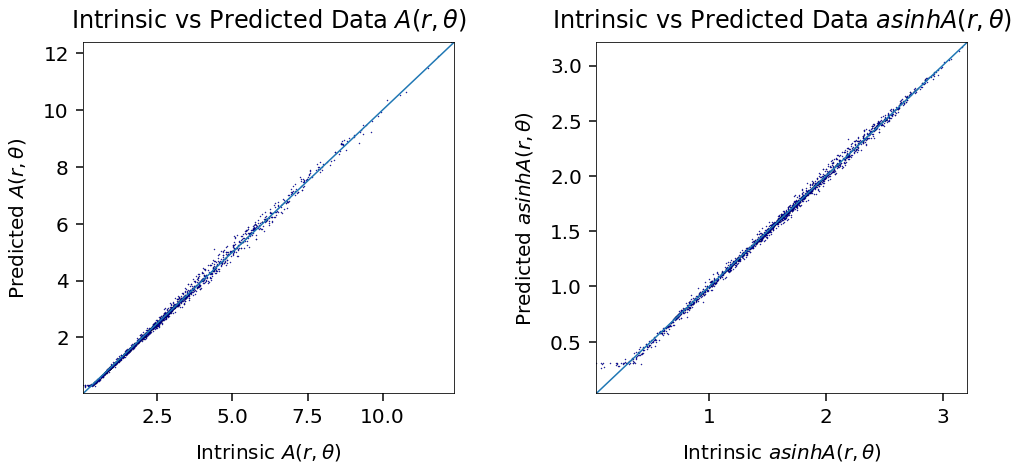 Intrinsic vs Predicted Data A(r, θ)
12
10
8
6
4
2
Predicted A(r, θ)
2.5 5.0 7.5 10.0
Intrinsic A(r, θ)
Intrinsic vs Predicted Data asinhA(r, θ)
3.0
2.5
2.0
1.5
1.0
0.5
Predicted asinhA(r, θ)
1 2 3
Intrinsic asinhA(r, θ)